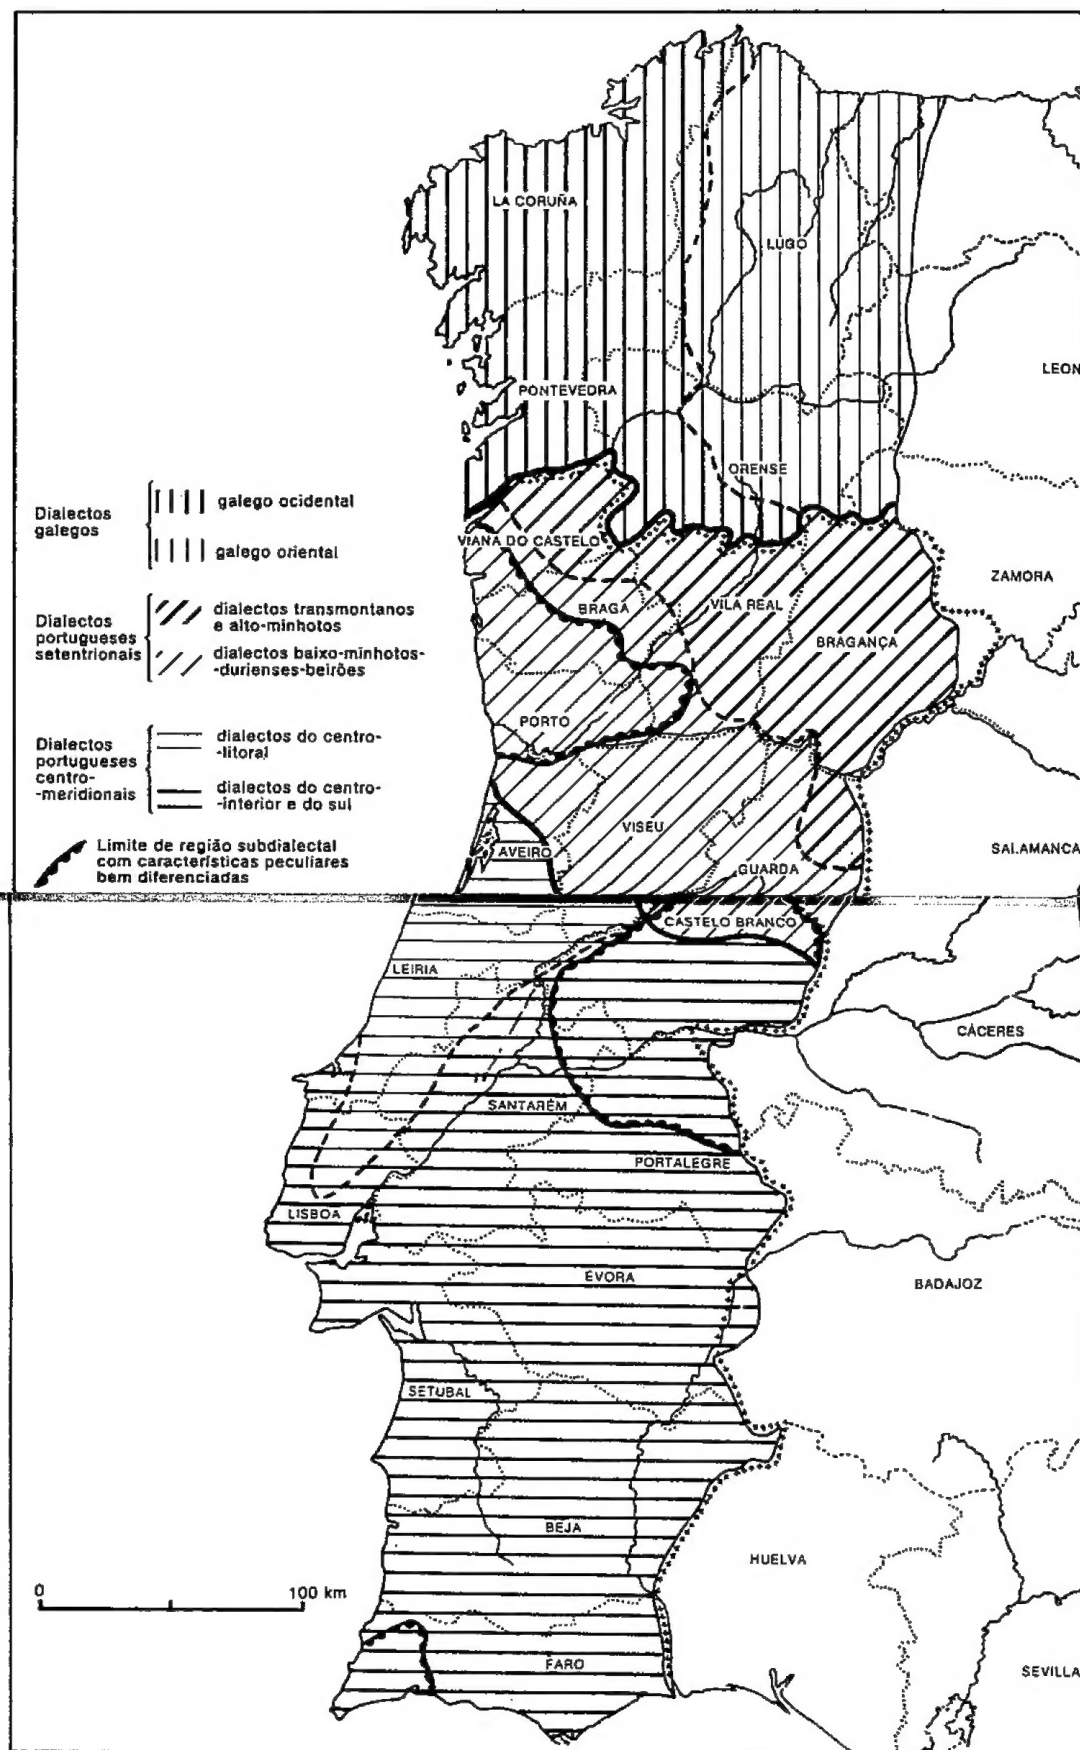 LA CORUÑA
LUGO
LEON
PONTEVEDRA
ORENSE
Dialectos
galegos
galego ocidental
galego oriental
VIANA DO CASTELO
ZAMORA
Dialectos
portugueses
setentrionais
dialectos transmontanos
e alto-minhotos
dialectos baixo-minhotos-
-durienses-beirões
BRAGA
VILA REAL
BRAGANÇA
PORTO
Dialectos
portugueses
centro-
-meridionais
dialectos do centro-
-litoral
dialectos do centro-
-interior e do sul
VISEU
SALAMANCA
Limite de região subdialectal
com características peculiares
bem diferenciadas
AVEIRO
GUARDA
CASTELO BRANCO
LEIRIA
CÁCERES
SANTARÉM
PORTALEGRE
LISBOA
ÉVORA
BADAJOZ
SETUBAL
BEJA
HUELVA
0
100 km
FARO
SEVILLA